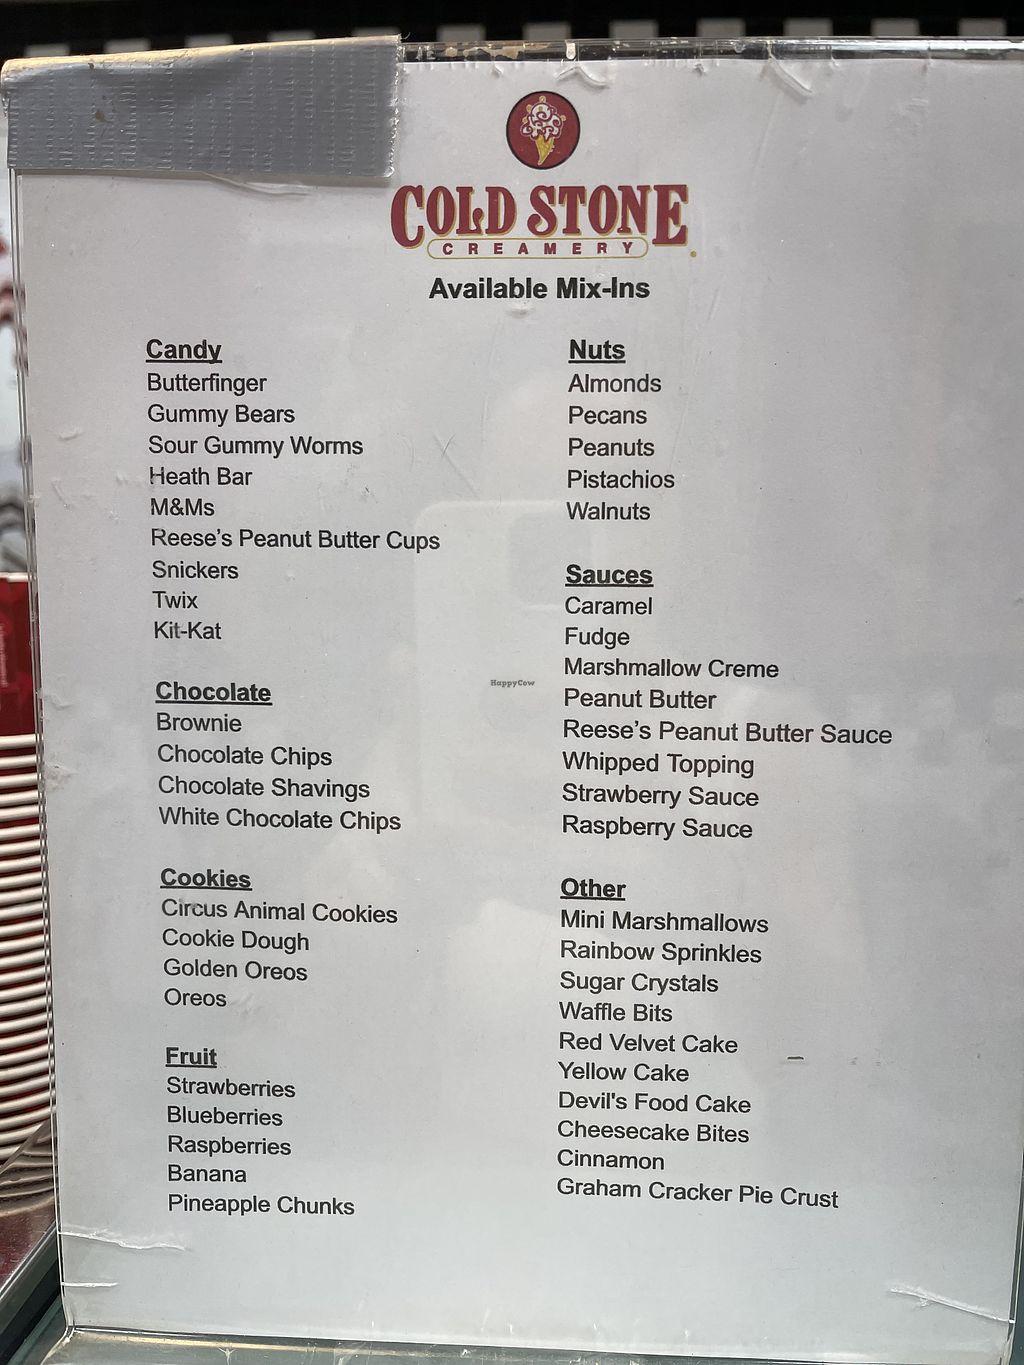 COLD STONE
CREAMERY
Available Mix-Ins
Candy
Butterfinger
Gummy Bears
Sour Gummy Worms
Heath Bar
M&Ms
Reese's Peanut Butter Cups
Snickers
Twix
Kit-Kat
Chocolate
Brownie
Chocolate Chips
Chocolate Shavings
White Chocolate Chips
Cookies
Circus Animal Cookies
Cookie Dough
Golden Oreos
Oreos
Fruit
Strawberries
Blueberries
Raspberries
Banana
Pineapple Chunks
Nuts
Almonds
Pecans
Peanuts
Pistachios
Walnuts
Sauces
Caramel
Fudge
Marshmallow Creme
Peanut Butter
Reese's Peanut Butter Sauce
Whipped Topping
Strawberry Sauce
Raspberry Sauce
Other
Mini Marshmallows
Rainbow Sprinkles
Sugar Crystals
Waffle Bits
Red Velvet Cake
Yellow Cake
Devil's Food Cake
Cheesecake Bites
Cinnamon
Graham Cracker Pie Crust
HappyCow